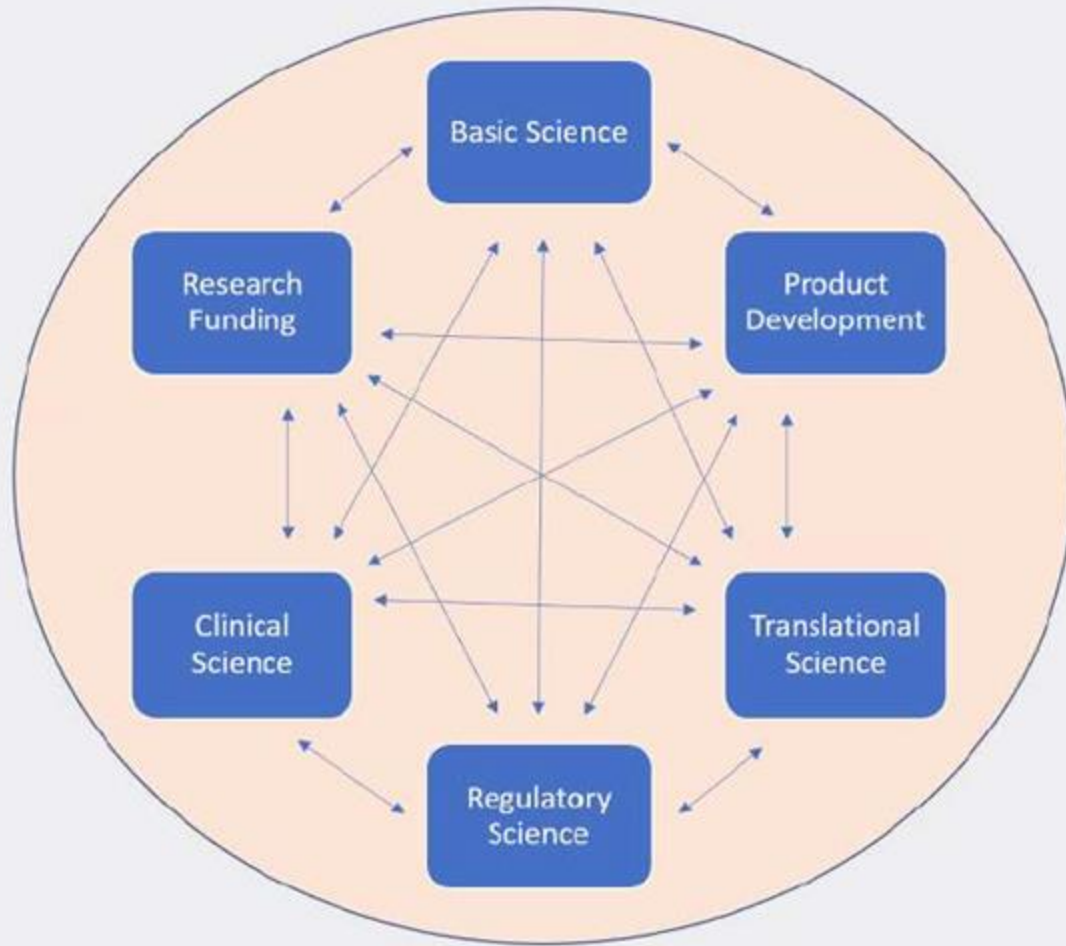 Basic Science
Research
Funding
Product
Development
Clinical
Science
Translational
Science
Regulatory
Science